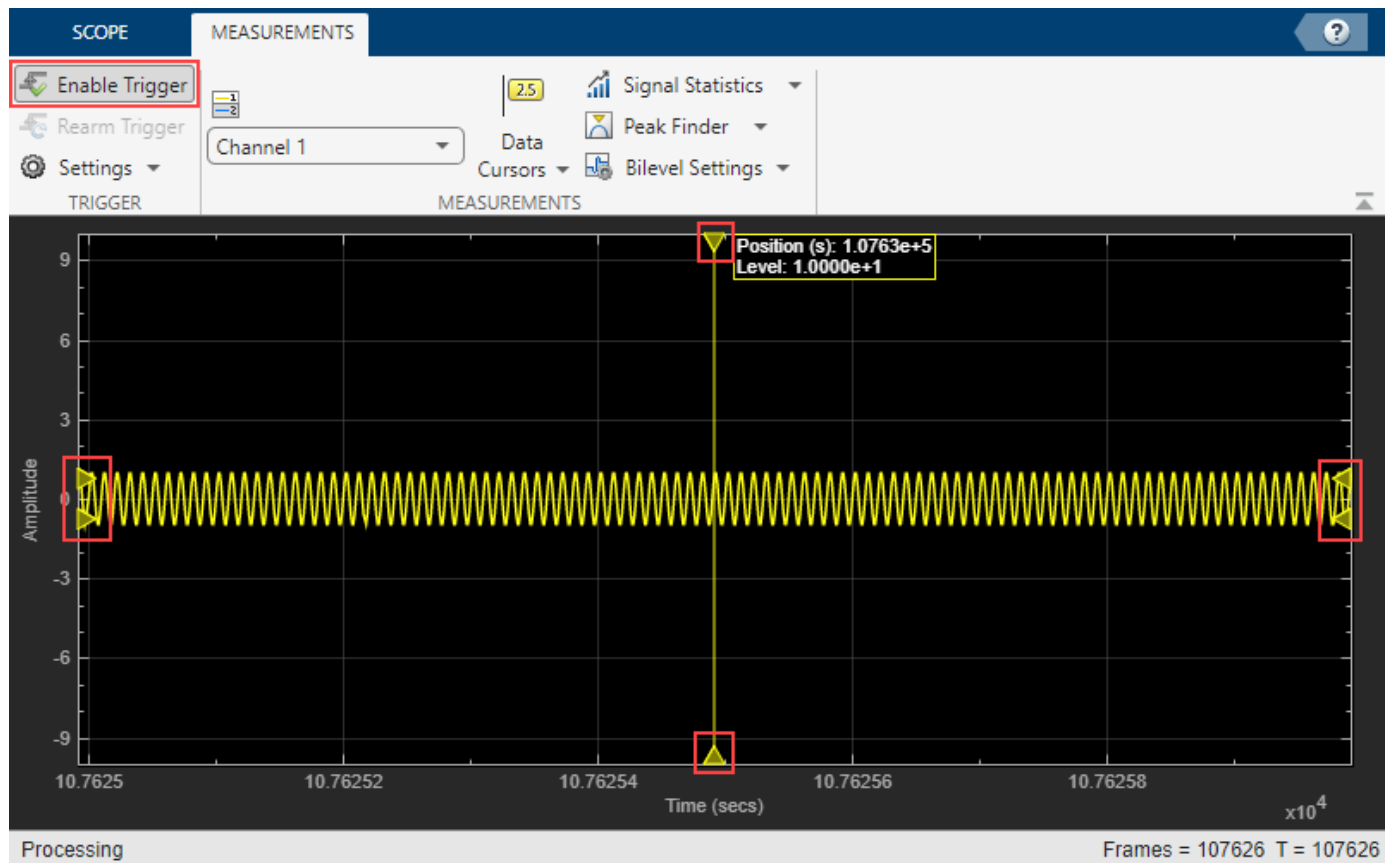 SCOPE MEASUREMENTS ?
Enable Trigger
Rearm Trigger
Settings
TRIGGER
1
2
Channel 1
2.5
Data
Cursors
Signal Statistics
Peak Finder
Bilevel Settings
MEASUREMENTS
Position (s): 1.0763e+5
Level: 1.0000e+1
9
6
3
0
-3
-6
-9
Amplitude
10.7625 10.76252 10.76254 10.76256 10.76258
Time (secs)
x10^4
Processing Frames = 107626 T = 107626